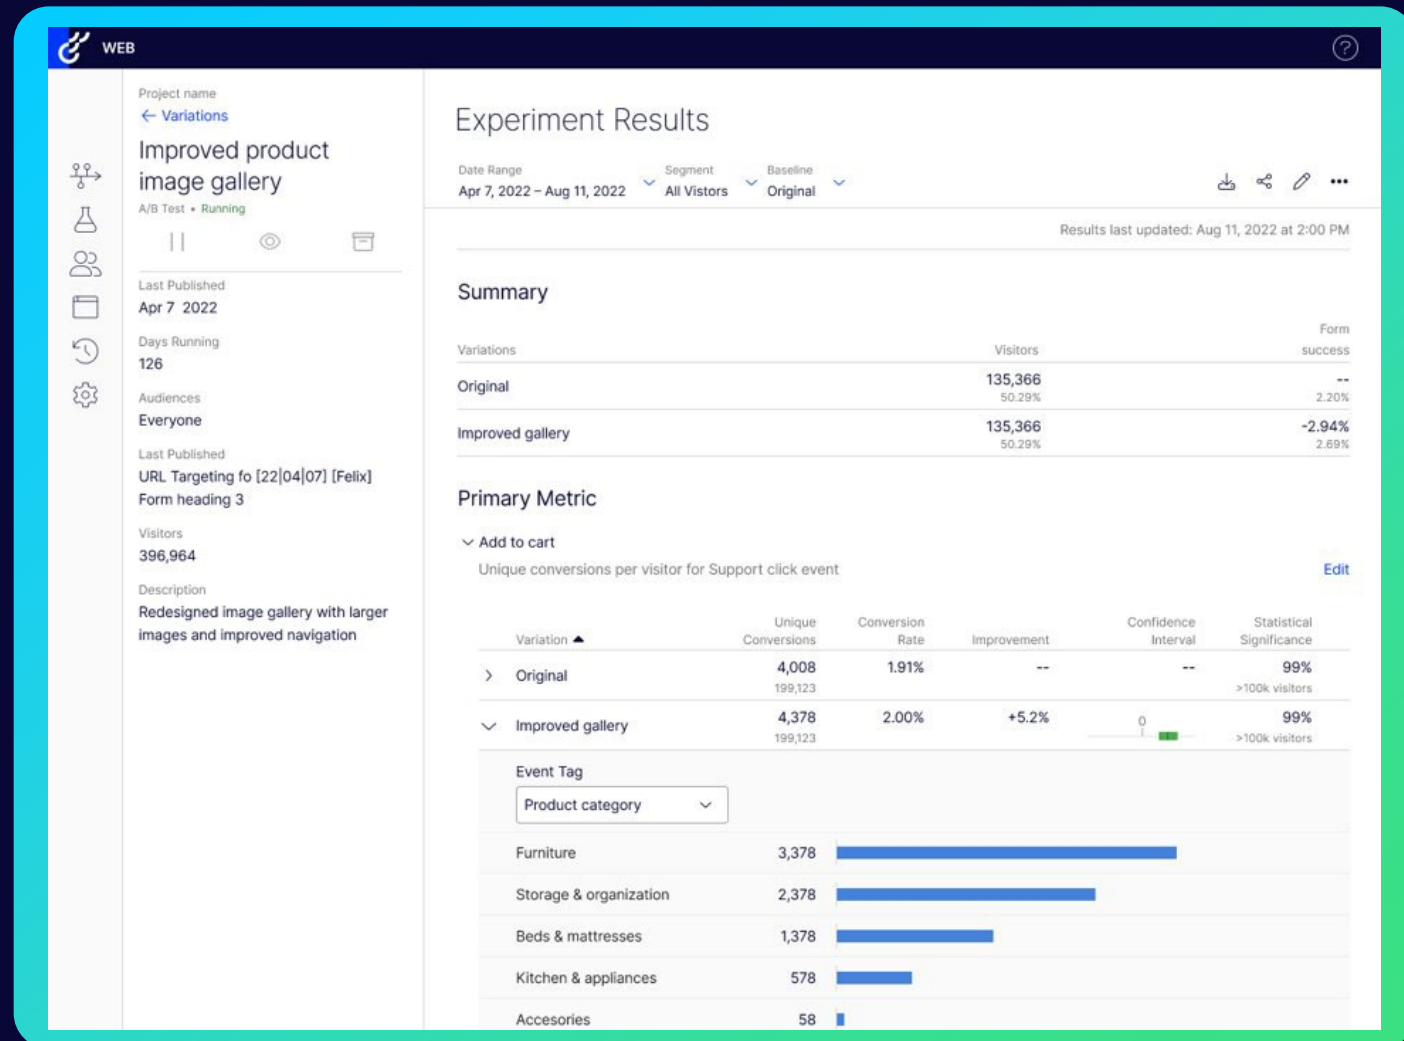 WEB
?
Project name
← Variations
Improved product
image gallery
A/B Test • Running
Last Published
Apr 7 2022
Days Running
126
Audiences
Everyone
Last Published
URL Targeting fo [22|04|07] [Felix]
Form heading 3
Visitors
396,964
Description
Redesigned image gallery with larger
images and improved navigation
Experiment Results
Date Range Segment Baseline
Apr 7, 2022 – Aug 11, 2022 All Vistors Original
Results last updated: Aug 11, 2022 at 2:00 PM
Summary
Form
Variations Visitors success
Original 135,366 --
50.29% 2.20%
Improved gallery 135,366 -2.94%
50.29% 2.69%
Primary Metric
Add to cart
Unique conversions per visitor for Support click event Edit
Unique Conversion Confidence Statistical
Variation Conversions Rate Improvement Interval Significance
Original 4,008 1.91% -- -- 99%
199,123 >100k visitors
Improved gallery 4,378 2.00% +5.2% 0 99%
199,123 >100k visitors
Event Tag
Product category
Furniture 3,378
Storage & organization 2,378
Beds & mattresses 1,378
Kitchen & appliances 578
Accesories 58